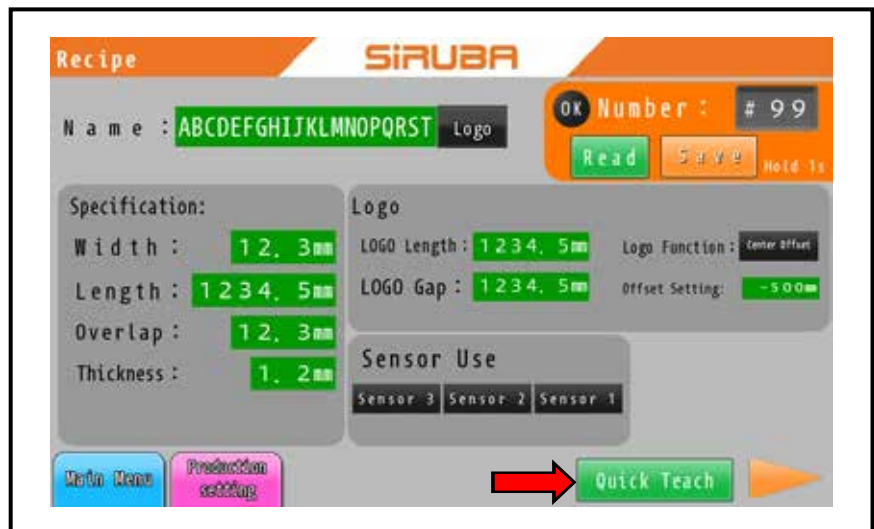 Recipe
SiRUBA
Name : ABCDEFGHIJKLMNOPQRST Logo
OK Number : # 99
Read Save Hold 1s
Specification:
Width : 12. 3mm
Length : 1234. 5mm
Overlap : 12. 3mm
Thickness : 1. 2mm
Logo
LOGO Length : 1234. 5mm Logo Function : Center Offset
LOGO Gap : 1234. 5mm Offset Setting: -500mm
Sensor Use
Sensor 3 Sensor 2 Sensor 1
Main Menu
Production
setting
Quick Teach